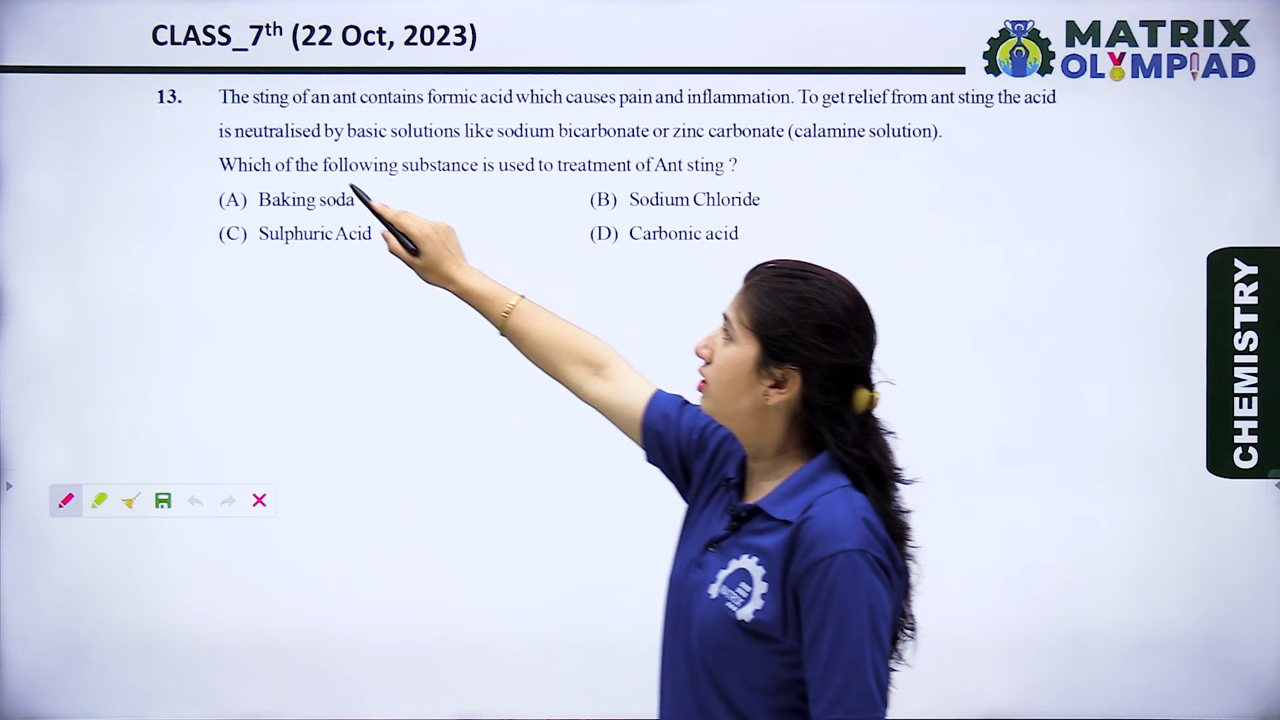 CLASS_7th (22 Oct, 2023)
MATRIX
OLYMPIAD
13. The sting of an ant contains formic acid which causes pain and inflammation. To get relief from ant sting the acid
is neutralised by basic solutions like sodium bicarbonate or zinc carbonate (calamine solution).
Which of the following substance is used to treatment of Ant sting ?
(A) Baking soda (B) Sodium Chloride
(C) Sulphuric Acid (D) Carbonic acid
CHEMISTRY
MATRIX